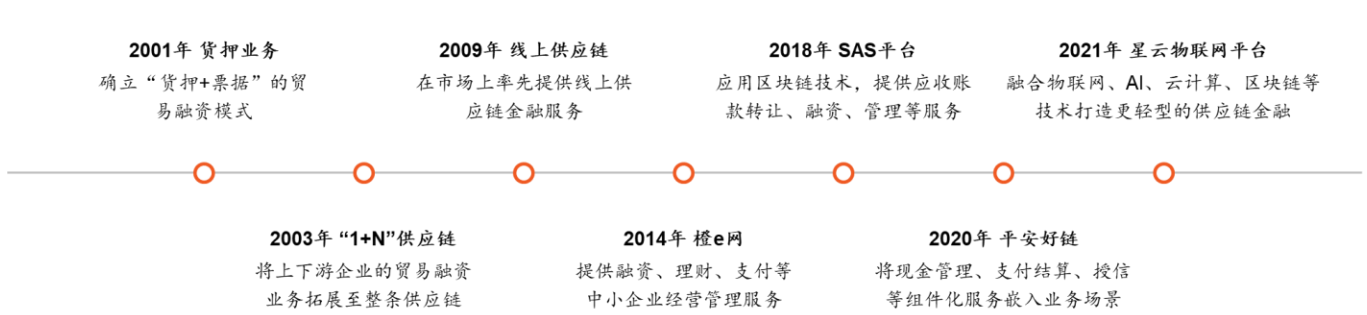 2001年 货押业务
确立“货押+票据”的贸
易融资模式
2009年 线上供应链
在市场上率先提供线上供
应链金融服务
2018年 SAS平台
应用区块链技术，提供应收账
款转让、融资、管理等服务
2021年 星云物联网平台
融合物联网、AI、云计算、区块链等
技术打造更轻型的供应链金融
2003年 “1+N”供应链
将上下游企业的贸易融资
业务拓展至整条供应链
2014年 橙e网
提供融资、理财、支付等
中小企业经营管理服务
2020年 平安好链
将现金管理、支付结算、授信
等组件化服务嵌入业务场景